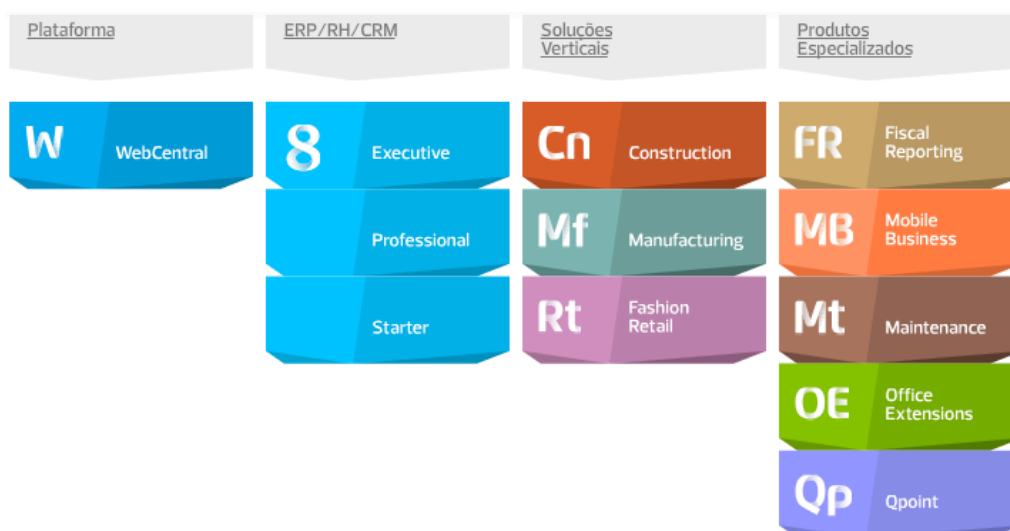 Plataforma
W
WebCentral
ERP/RH/CRM
8
Executive
Professional
Starter
Soluções
Verticais
Cn
Construction
Mf
Manufacturing
Rt
Fashion
Retail
Produtos
Especializados
FR
Fiscal
Reporting
MB
Mobile
Business
Mt
Maintenance
OE
Office
Extensions
Qp
Qpoint